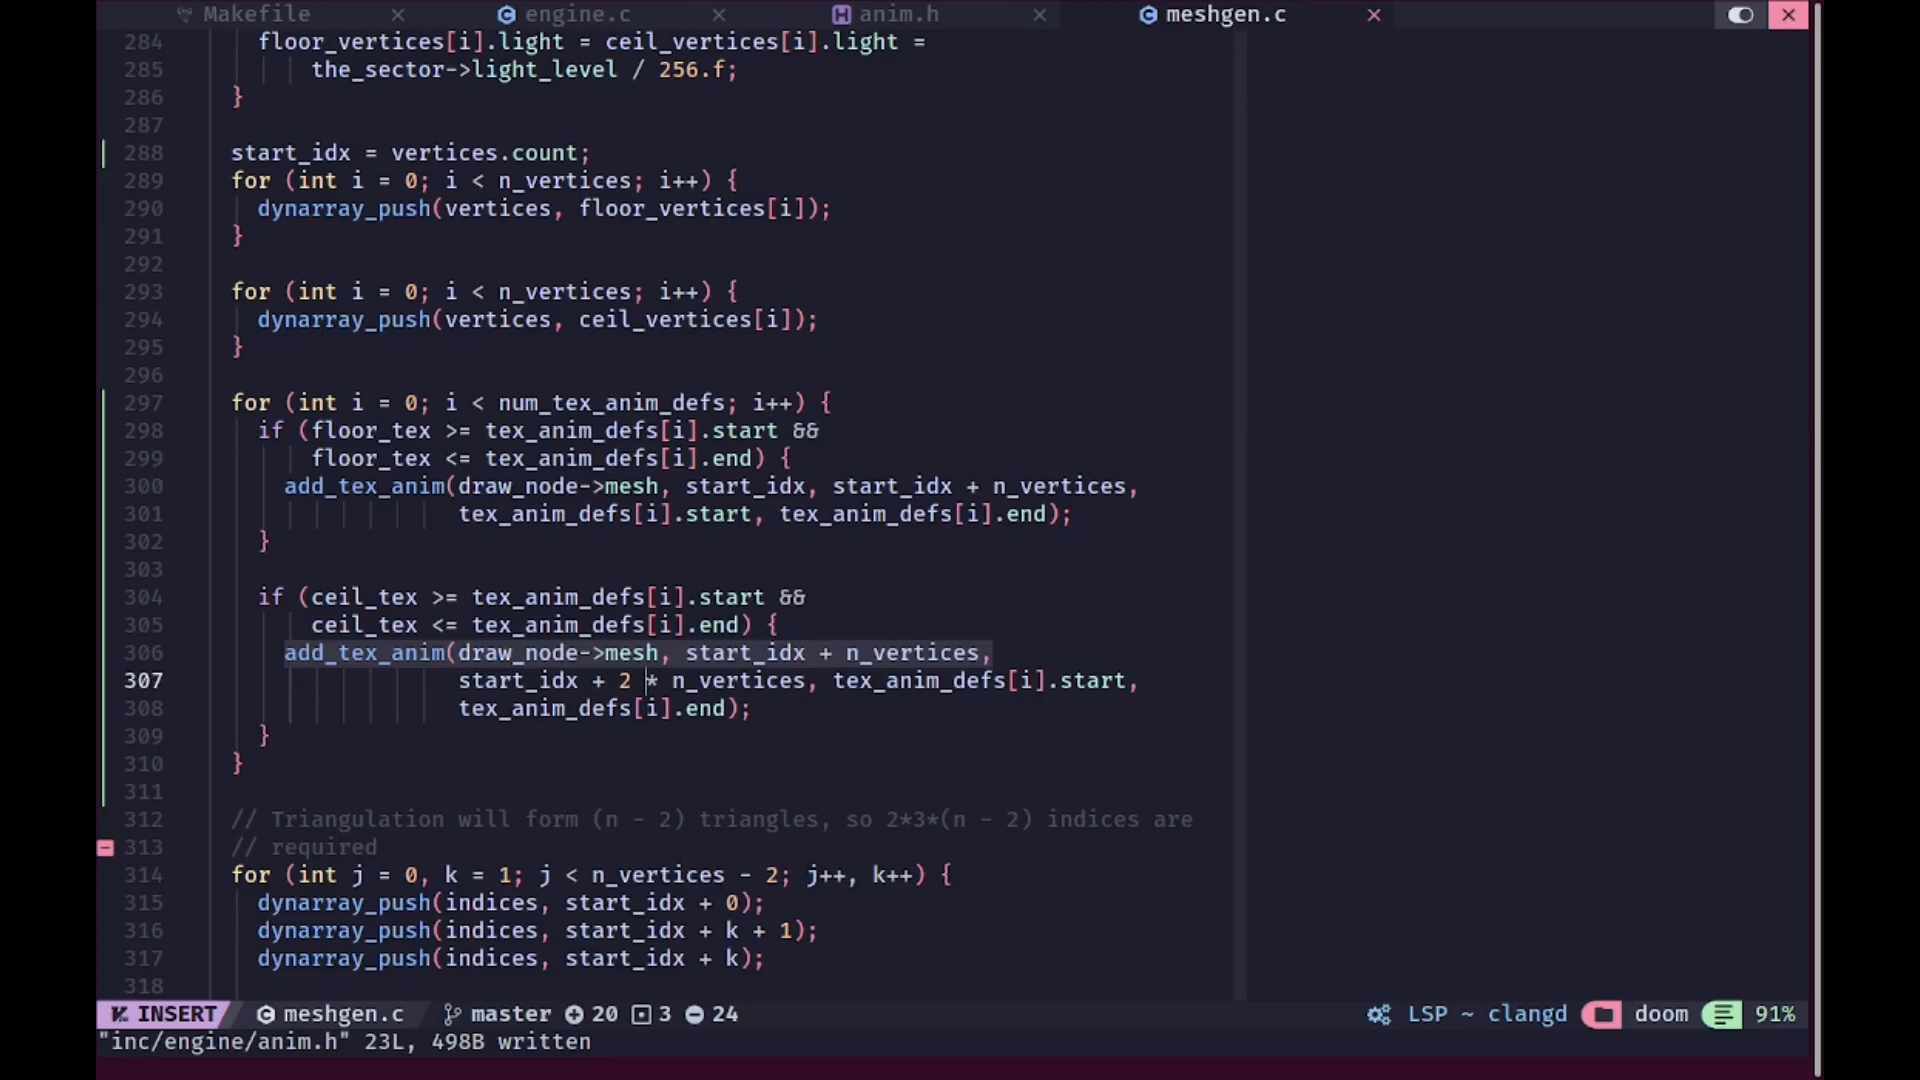 Makefile × engine.c × anim.h × meshgen.c ×
284 floor_vertices[i].light = ceil_vertices[i].light =
285 the_sector->light_level / 256.f;
286 }
287
288 start_idx = vertices.count;
289 for (int i = 0; i < n_vertices; i++) {
290 dynarray_push(vertices, floor_vertices[i]);
291 }
292
293 for (int i = 0; i < n_vertices; i++) {
294 dynarray_push(vertices, ceil_vertices[i]);
295 }
296
297 for (int i = 0; i < num_tex_anim_defs; i++) {
298 if (floor_tex >= tex_anim_defs[i].start &&
299 floor_tex <= tex_anim_defs[i].end) {
300 add_tex_anim(draw_node->mesh, start_idx, start_idx + n_vertices,
301 tex_anim_defs[i].start, tex_anim_defs[i].end);
302 }
303
304 if (ceil_tex >= tex_anim_defs[i].start &&
305 ceil_tex <= tex_anim_defs[i].end) {
306 add_tex_anim(draw_node->mesh, start_idx + n_vertices,
307 start_idx + 2 * n_vertices, tex_anim_defs[i].start,
308 tex_anim_defs[i].end);
309 }
310 }
311
312 // Triangulation will form (n - 2) triangles, so 2*3*(n - 2) indices are
313 // required
314 for (int j = 0, k = 1; j < n_vertices - 2; j++, k++) {
315 dynarray_push(indices, start_idx + 0);
316 dynarray_push(indices, start_idx + k + 1);
317 dynarray_push(indices, start_idx + k);
318
INSERT meshgen.c master 20 3 24 LSP ~ clangd doom 91%
"inc/engine/anim.h" 23L, 498B written